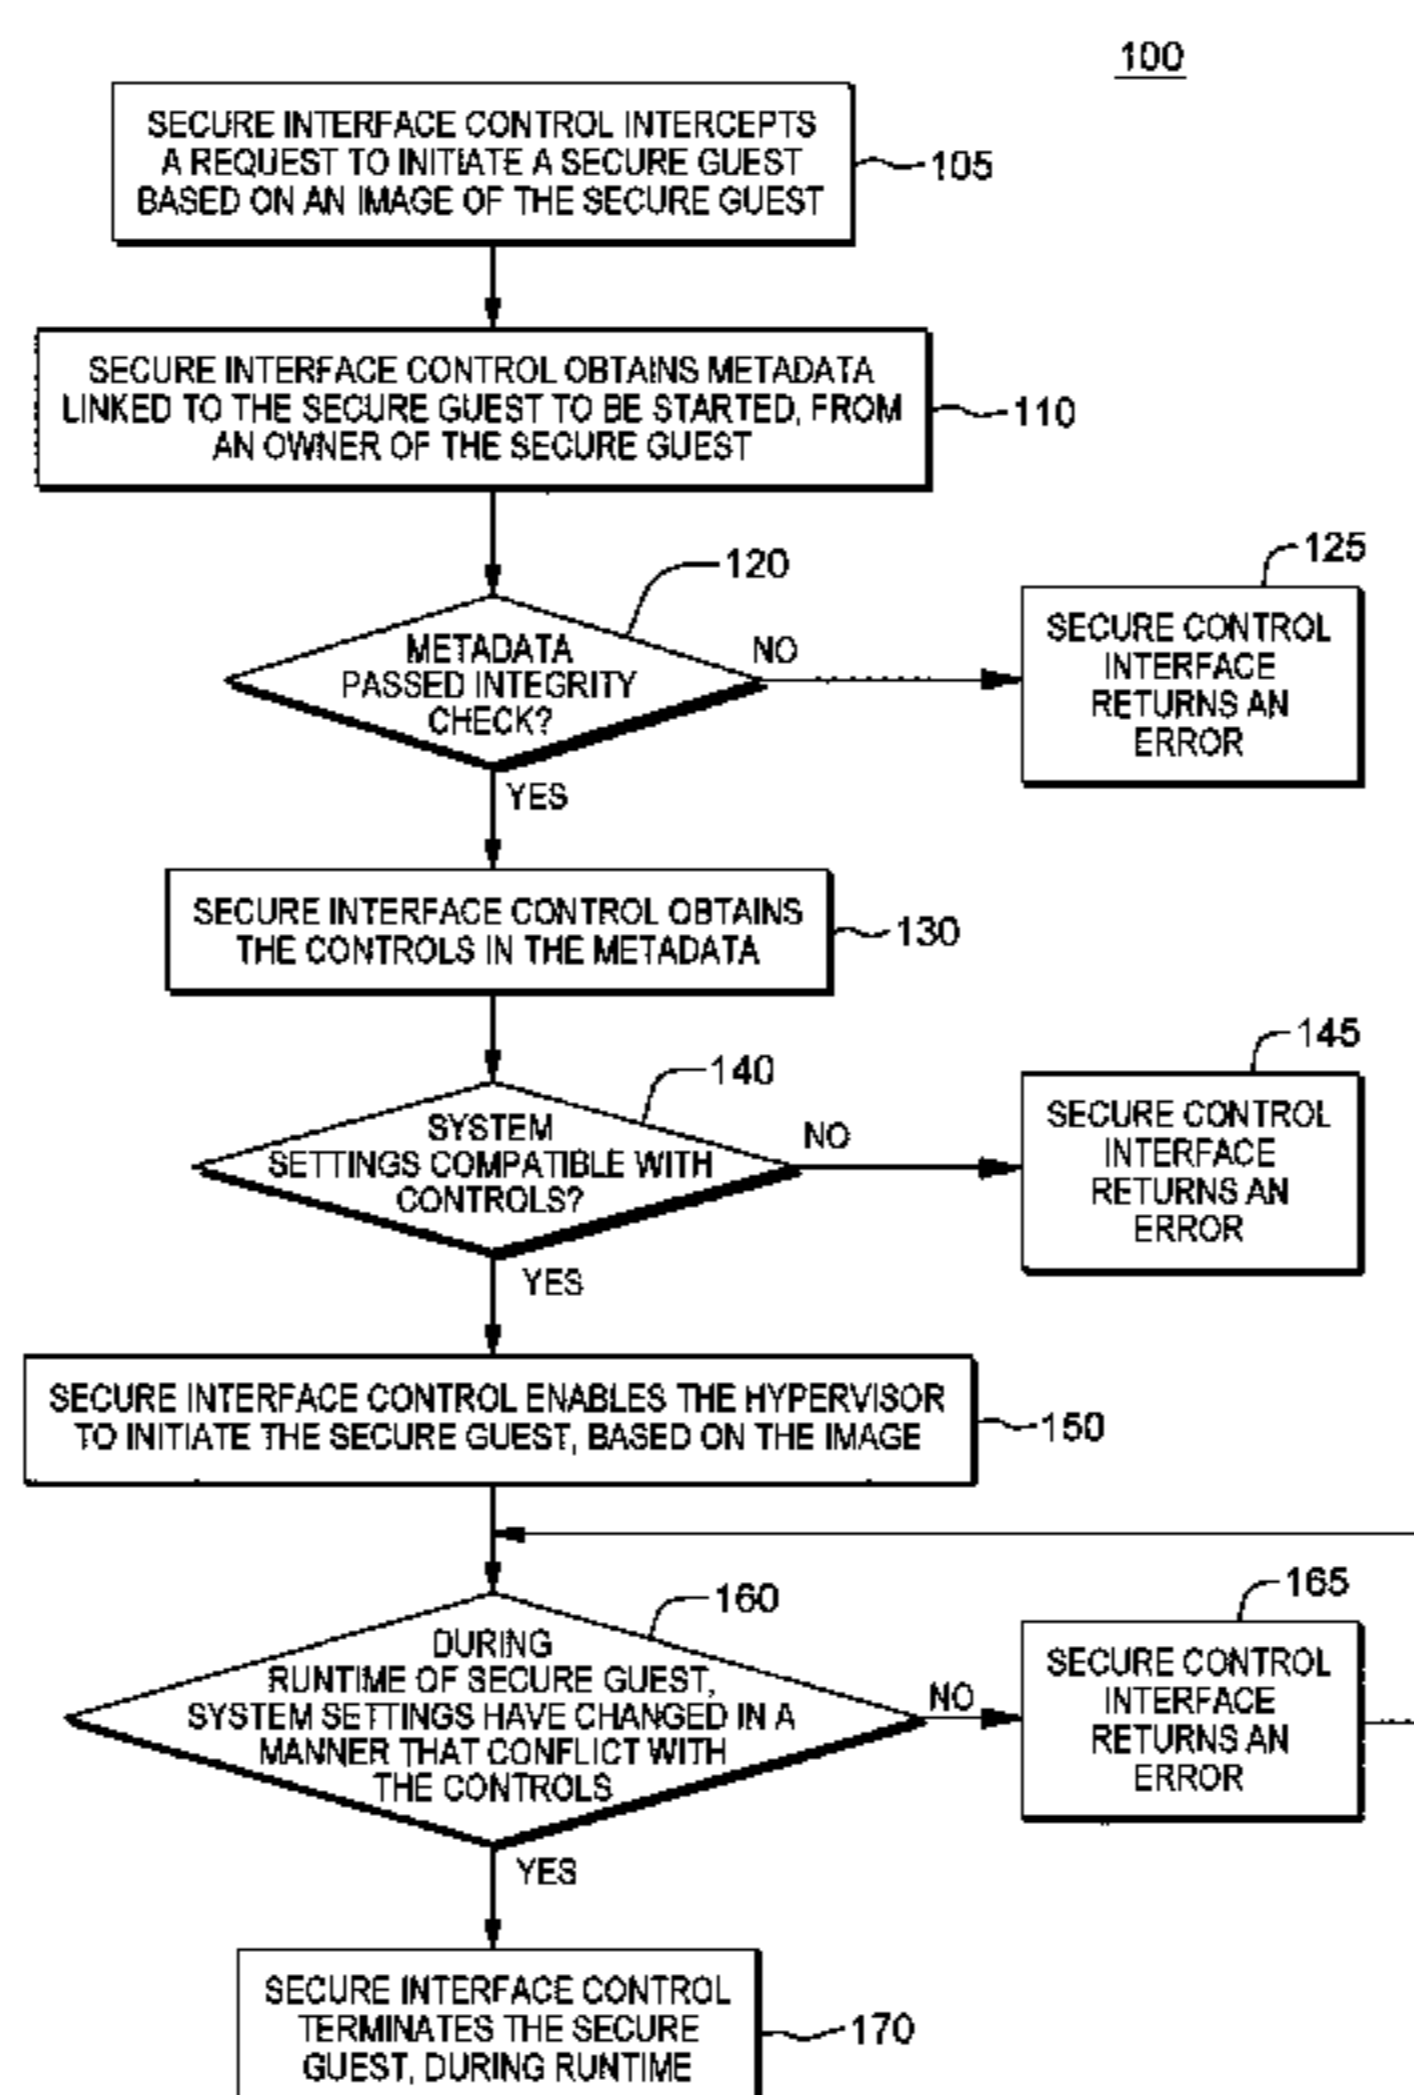 100
SECURE INTERFACE CONTROL INTERCEPTS
A REQUEST TO INITIATE A SECURE GUEST
BASED ON AN IMAGE OF THE SECURE GUEST
105
SECURE INTERFACE CONTROL OBTAINS METADATA
LINKED TO THE SECURE GUEST TO BE STARTED, FROM
AN OWNER OF THE SECURE GUEST
110
120
METADATA
PASSED INTEGRITY
CHECK?
NO
125
SECURE CONTROL
INTERFACE
RETURNS AN
ERROR
YES
SECURE INTERFACE CONTROL OBTAINS
THE CONTROLS IN THE METADATA
130
140
SYSTEM
SETTINGS COMPATIBLE WITH
CONTROLS?
NO
145
SECURE CONTROL
INTERFACE
RETURNS AN
ERROR
YES
SECURE INTERFACE CONTROL ENABLES THE HYPERVISOR
TO INITIATE THE SECURE GUEST, BASED ON THE IMAGE
150
160
DURING
RUNTIME OF SECURE GUEST,
SYSTEM SETTINGS HAVE CHANGED IN A
MANNER THAT CONFLICT WITH
THE CONTROLS
NO
165
SECURE CONTROL
INTERFACE
RETURNS AN
ERROR
YES
SECURE INTERFACE CONTROL
TERMINATES THE SECURE
GUEST, DURING RUNTIME
170